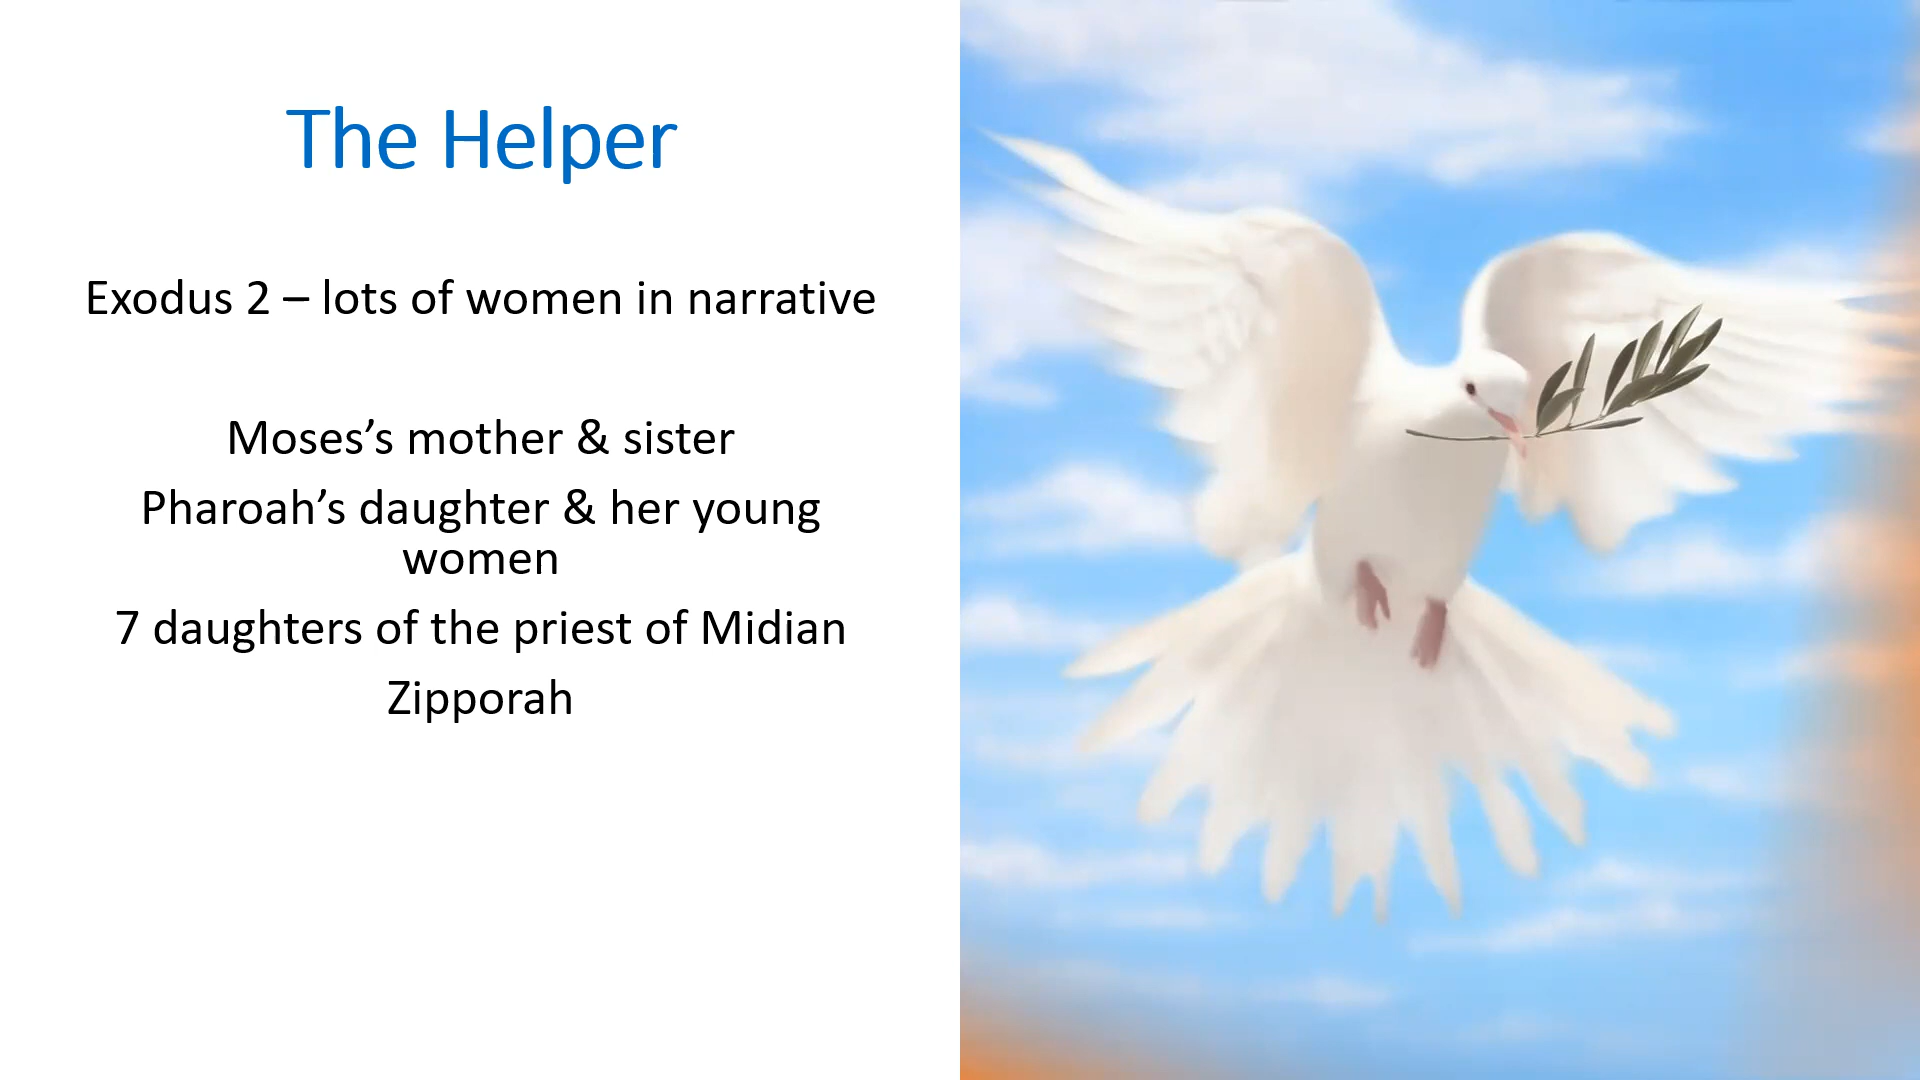 The Helper
Exodus 2 – lots of women in narrative
Moses’s mother & sister
Pharoah’s daughter & her young
women
7 daughters of the priest of Midian
Zipporah